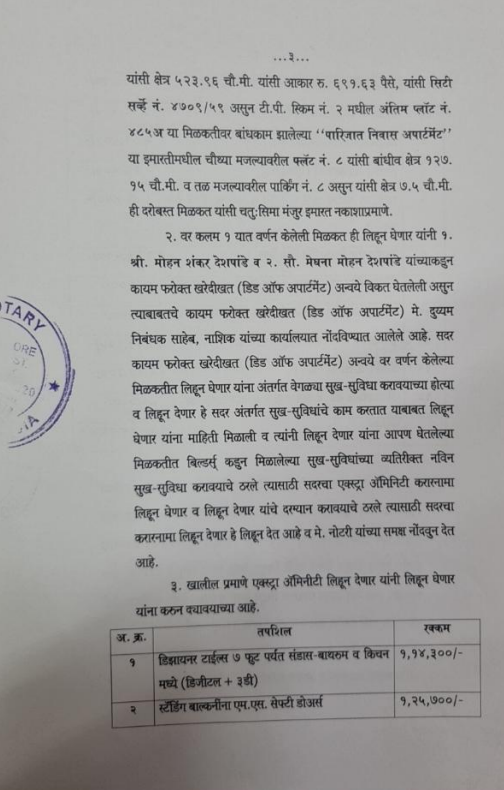 ...३...
यांसी क्षेत्र ५२३.९६ चौ.मी. यांसी आकार रु. ६९१.६३ पैसे, यांसी सिटी
सर्व्हे नं. ४७०९/५९ असुन टी.पी. स्किम नं. २ मधील अंतिम प्लॉट नं.
४८५अ या मिळकतीवर बांधकाम झालेल्या "पारिजात निवास अपार्टमेंट"
या इमारतीमधील चौथ्या मजल्यावरील फ्लॅट नं. ८ यांसी बांधीव क्षेत्र १२७.
१५ चौ.मी. व तळ मजल्यावरील पार्किंग नं. ८ असुन यांसी क्षेत्र ७.५ चौ.मी.
ही दरोबस्त मिळकत यांसी चतु:सिमा मंजुर इमारत नकाशाप्रमाणे.
२. वर कलम १ यात वर्णन केलेली मिळकत ही लिहून घेणार यांनी १.
श्री. मोहन शंकर देशपांडे व २. सौ. मेघना मोहन देशपांडे यांच्याकडुन
कायम फरोक्त खरेदीखत (डिड ऑफ अपार्टमेंट) अन्वये विकत घेतलेली असुन
त्याबाबतचे कायम फरोक्त खरेदीखत (डिड ऑफ अपार्टमेंट) मे. दुय्यम
निबंधक साहेब, नाशिक यांच्या कार्यालयात नोंदविण्यात आलेले आहे. सदर
कायम फरोक्त खरेदीखत (डिड ऑफ अपार्टमेंट) अन्वये वर वर्णन केलेल्या
मिळकतीत लिहून घेणार यांना अंतर्गत वेगळ्या सुख-सुविधा करावयाच्या होत्या
व लिहून देणार हे सदर अंतर्गत सुख-सुविधांचे काम करतात याबाबत लिहून
घेणार यांना माहिती मिळाली व त्यांनी लिहून देणार यांना आपण घेतलेल्या
मिळकतीत बिल्डर्स् कडुन मिळालेल्या सुख-सुविधांच्या व्यतिरीक्त नविन
सुख-सुविधा करावयाचे ठरले त्यासाठी सदरचा एक्स्ट्रा ॲमिनिटी करारनामा
लिहून घेणार व लिहून देणार यांचे दरम्यान करावयाचे ठरले त्यासाठी सदरचा
करारनामा लिहून देणार हे लिहून देत आहे व मे. नोटरी यांच्या समक्ष नोंदवुन देत
आहे.
३. खालील प्रमाणे एक्स्ट्रा ॲमिनीटी लिहून देणार यांनी लिहून घेणार
यांना करुन द्यावयाच्या आहे.
अ. क्र. तपशिल रक्कम
१ डिझायनर टाईल्स ७ फूट पर्यत संडास-बाथरुम व किचन १,१४,३००/-
मध्ये (डिजीटल + ३डी)
२ स्टँडिंग बाल्कनीना एम.एस. सेफ्टी डोअर्स १,२५,७००/-
OTARY